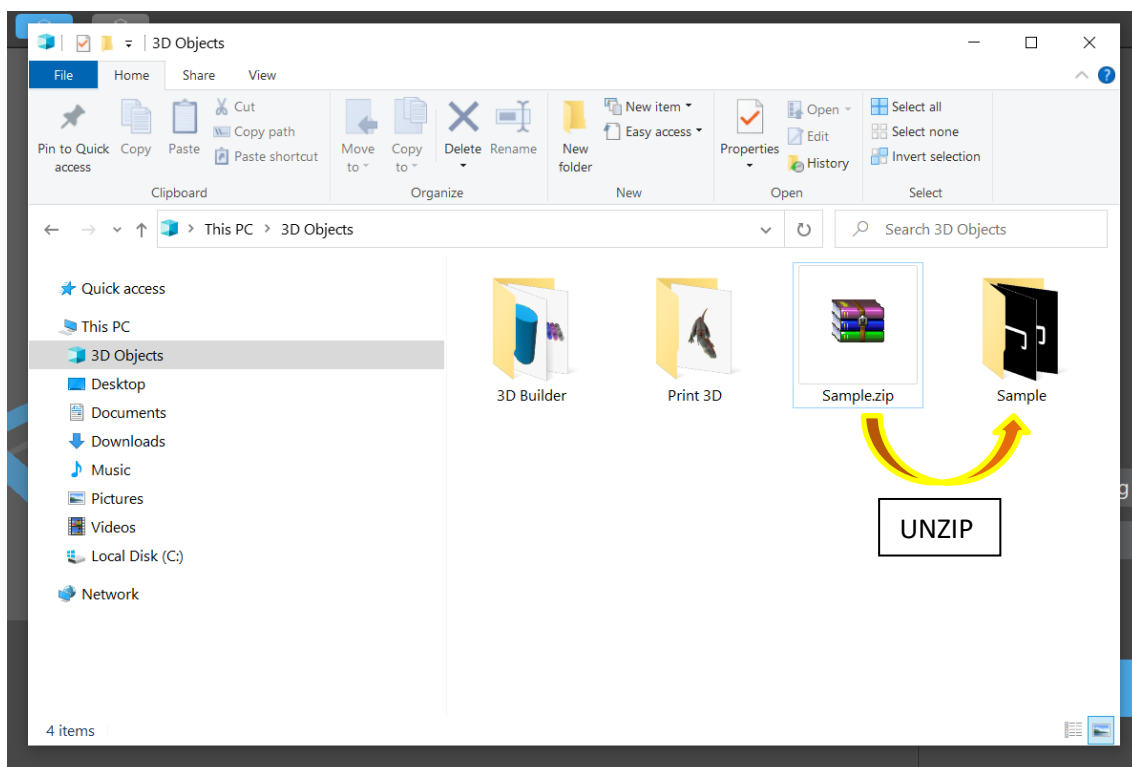 3D Objects
File Home Share View
Pin to Quick access
Copy
Paste
Cut
Copy path
Paste shortcut
Clipboard
Move to
Copy to
Delete
Rename
Organize
New folder
New item
Easy access
New
Properties
Open
Edit
History
Open
Select all
Select none
Invert selection
Select
This PC > 3D Objects
Search 3D Objects
Quick access
This PC
3D Objects
Desktop
Documents
Downloads
Music
Pictures
Videos
Local Disk (C:)
Network
3D Builder
Print 3D
Sample.zip
Sample
UNZIP
g
4 items